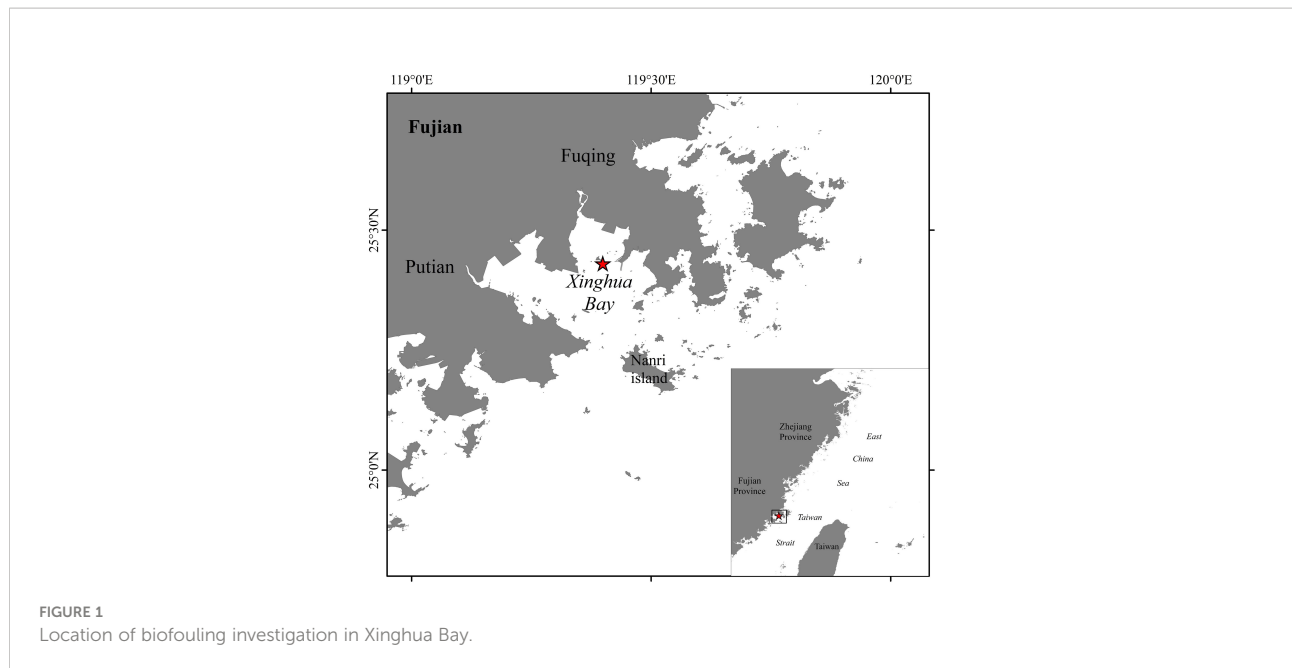 119°0'E
119°30'E
120°0'E
Fujian
Fuqing
25°30'N
Putian
Xinghua
Bay
Nanri
island
25°0'N
Zhejiang
Province
East
China
Sea
Fujian
Province
Taiwan
Strait
Taiwan
FIGURE 1
Location of biofouling investigation in Xinghua Bay.